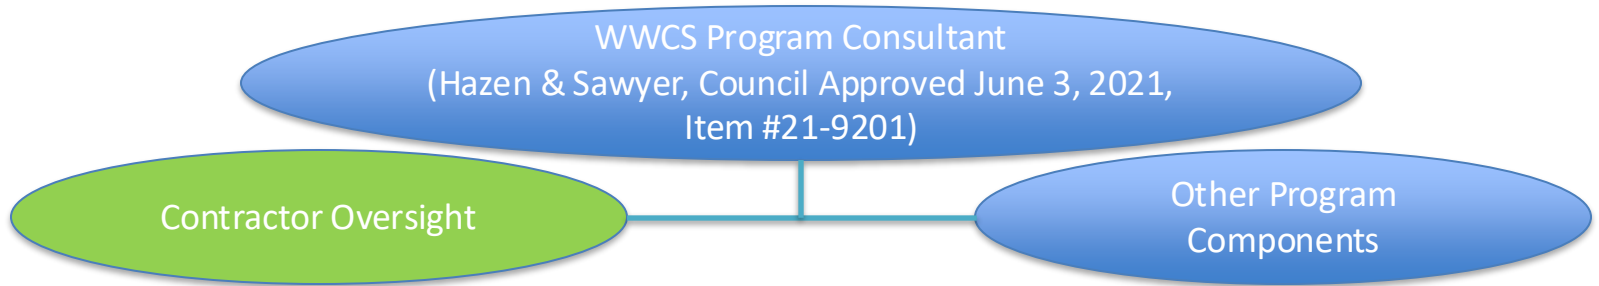 WWCS Program Consultant
(Hazen & Sawyer, Council Approved June 3, 2021,
Item #21-9201)
Contractor Oversight
Other Program
Components